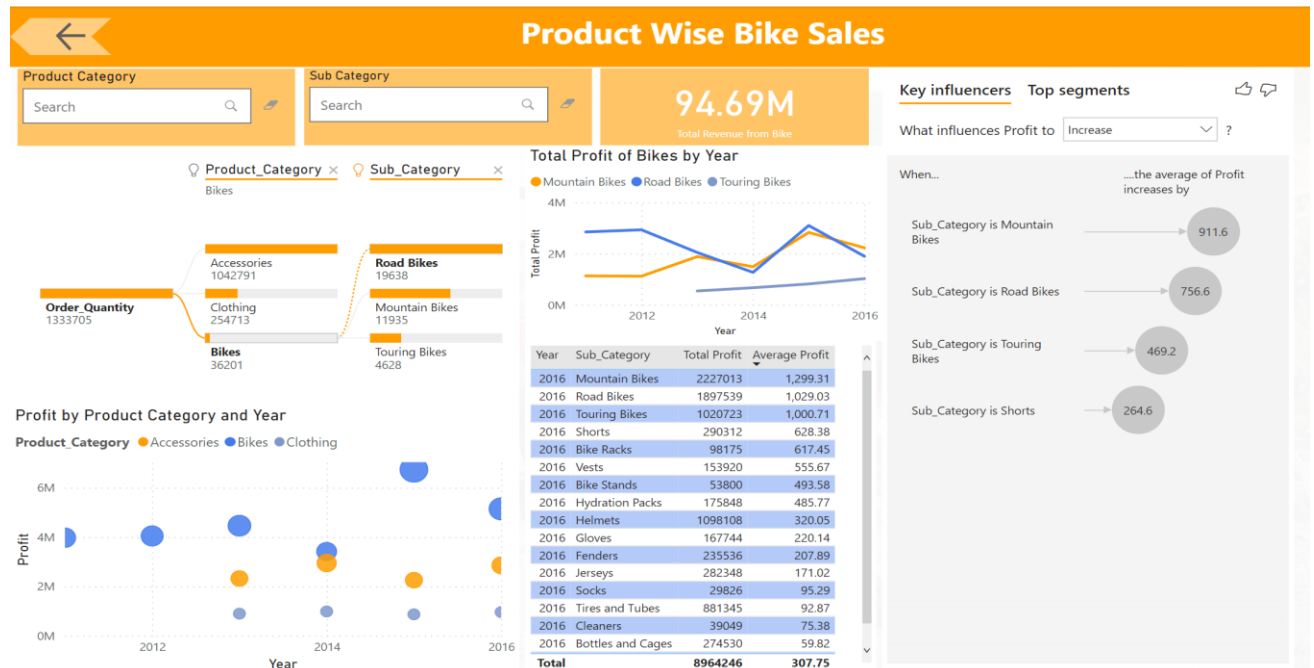 Product Wise Bike Sales
Product Category
Search
Sub Category
Search
94.69M
Total Revenue from Bike
Key influencers Top segments
What influences Profit to Increase ?
When...
....the average of Profit
increases by
Sub_Category is Mountain
Bikes
911.6
Sub_Category is Road Bikes
756.6
Sub_Category is Touring
Bikes
469.2
Sub_Category is Shorts
264.6
Product_Category
Bikes
Sub_Category
Order_Quantity
1333705
Accessories
1042791
Clothing
254713
Bikes
36201
Road Bikes
19638
Mountain Bikes
11935
Touring Bikes
4628
Total Profit of Bikes by Year
Mountain Bikes Road Bikes Touring Bikes
Total Profit
4M
2M
0M
2012 2014 2016
Year
Year Sub_Category Total Profit Average Profit
2016 Mountain Bikes 2227013 1,299.31
2016 Road Bikes 1897539 1,029.03
2016 Touring Bikes 1020723 1,000.71
2016 Shorts 290312 628.38
2016 Bike Racks 98175 617.45
2016 Vests 153920 555.67
2016 Bike Stands 53800 493.58
2016 Hydration Packs 175848 485.77
2016 Helmets 1098108 320.05
2016 Gloves 167744 220.14
2016 Fenders 235536 207.89
2016 Jerseys 282348 171.02
2016 Socks 29826 95.29
2016 Tires and Tubes 881345 92.87
2016 Cleaners 39049 75.38
2016 Bottles and Cages 274530 59.82
Total 8964246 307.75
Profit by Product Category and Year
Product_Category Accessories Bikes Clothing
Profit
6M
4M
2M
0M
2012 2014 2016
Year